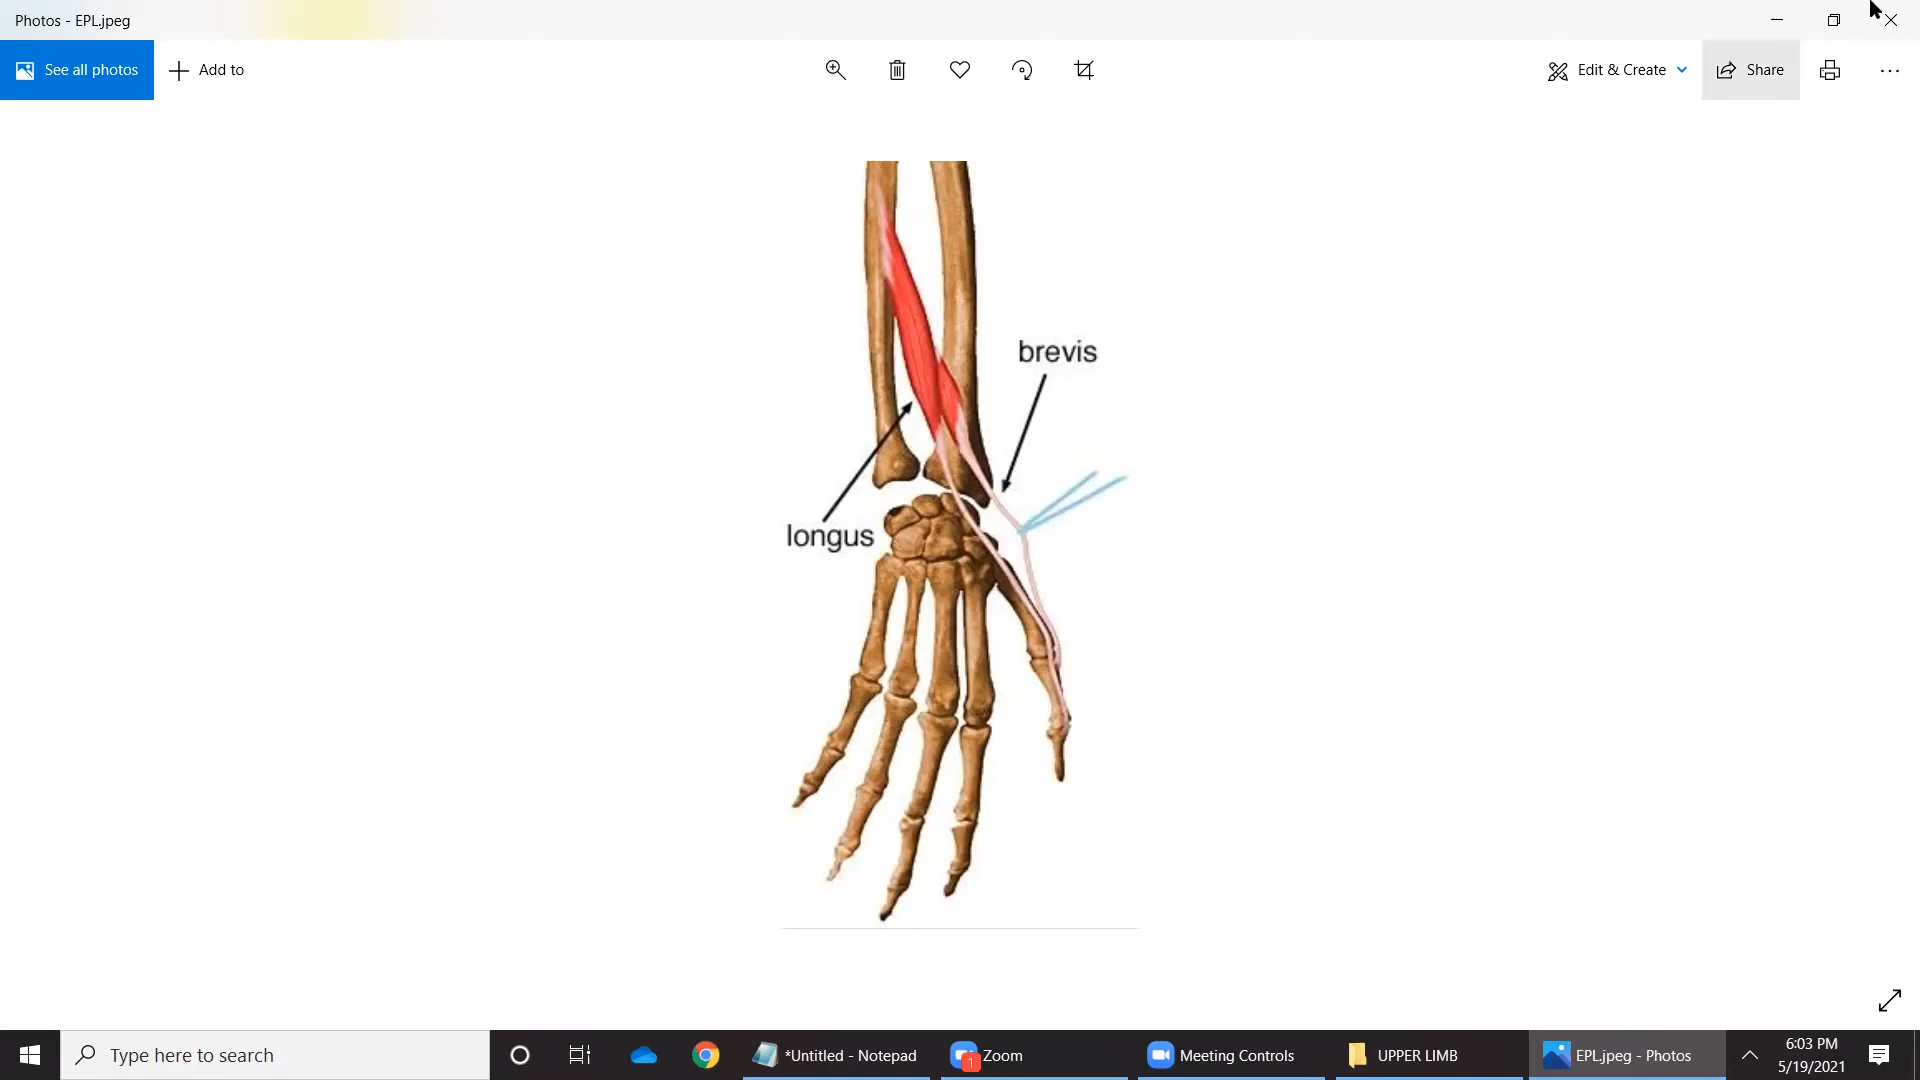 Photos - EPL.jpeg
See all photos
Add to
Edit & Create
Share
brevis
longus
Type here to search
*Untitled - Notepad
1
Zoom
Meeting Controls
UPPER LIMB
EPL.jpeg - Photos
6:03 PM
5/19/2021